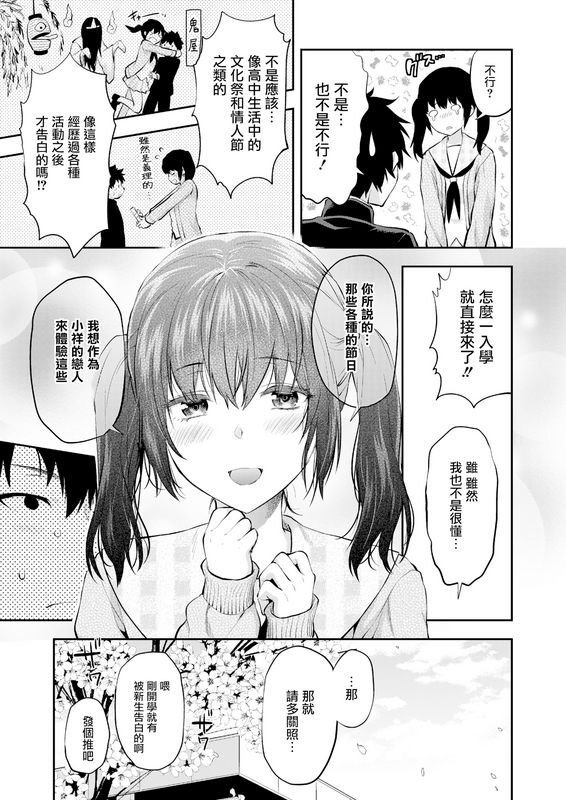 不行?
グズ…
不是…
也不是不行!
不是應該…
像高中生活中的
文化祭和情人節
之類的
鬼屋
像這樣
經歷過各種
活動之後
才告白的嗎!?
雖然是義理的…
怎麼一入學
就直接來了!!
你所說的…
那些各種的節日
我想作為
小祥的戀人
來體驗這些
雖 雖然
我也不是很懂…
…那
那就
請多關照…
喂
剛開學就有
被新生告白的啊
發個推吧